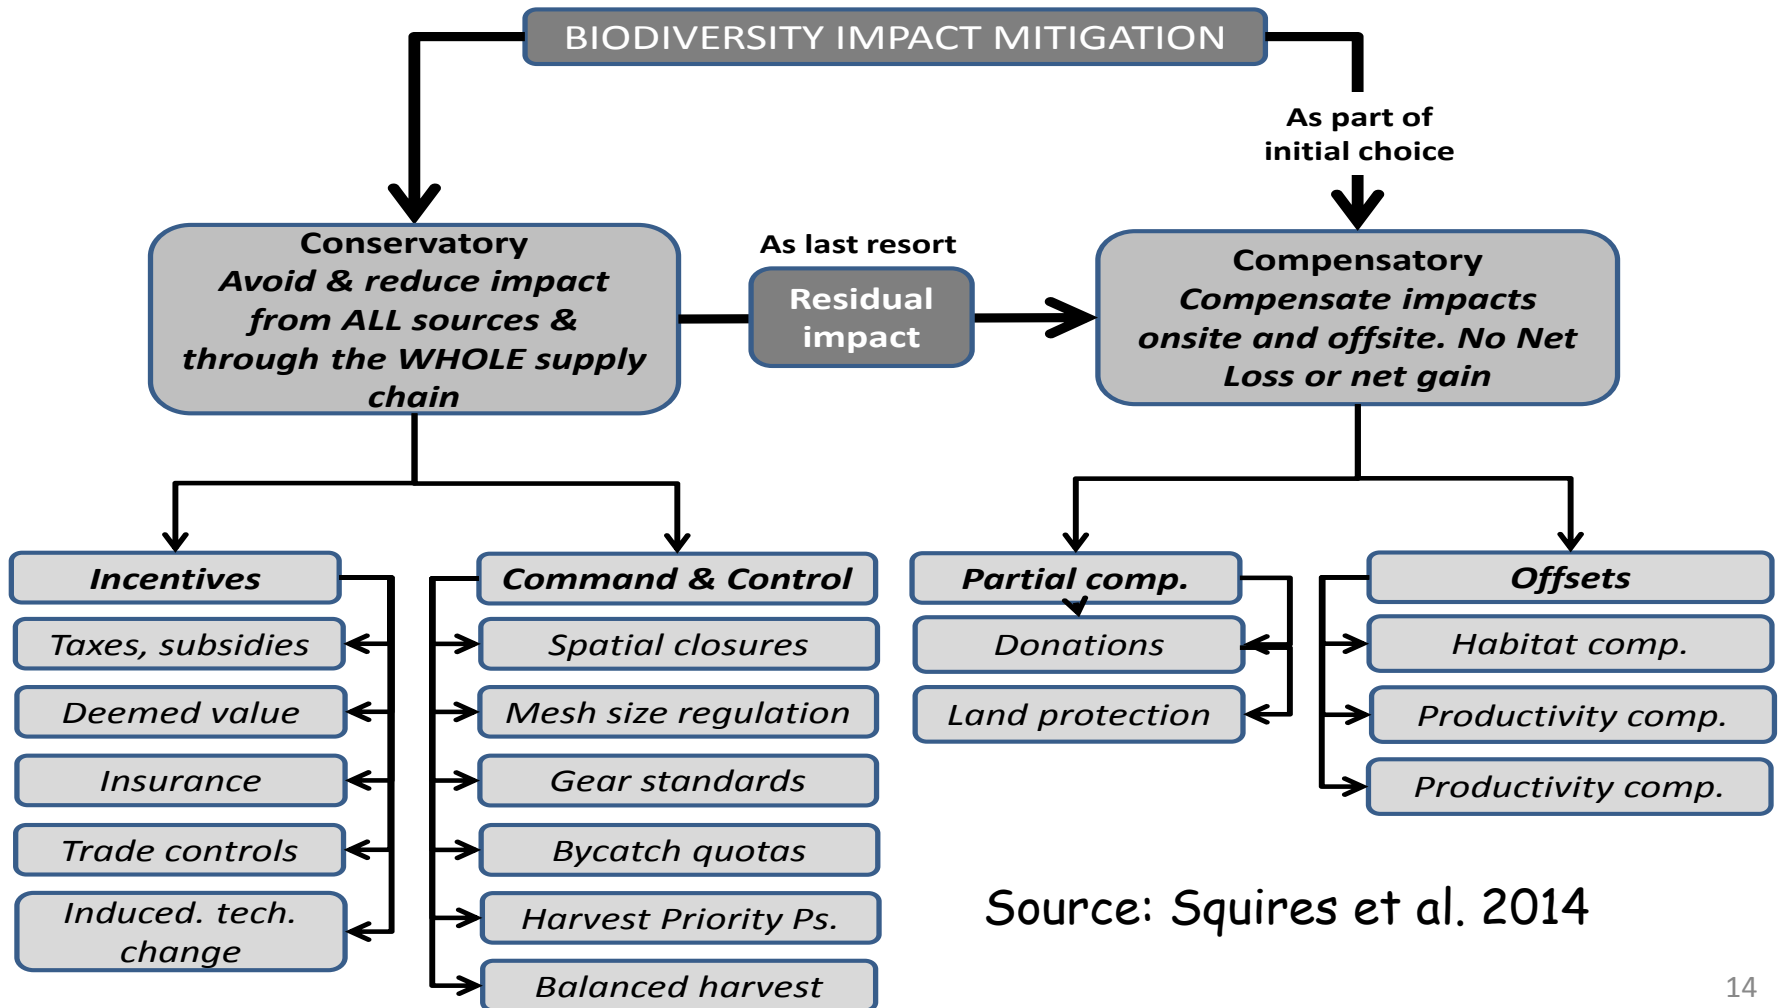 BIODIVERSITY IMPACT MITIGATION
As part of
initial choice
Conservatory
Avoid & reduce impact
from ALL sources &
through the WHOLE supply
chain
As last resort
Residual
impact
Compensatory
Compensate impacts
onsite and offsite. No Net
Loss or net gain
Incentives
Taxes, subsidies
Deemed value
Insurance
Trade controls
Induced. tech.
change
Command & Control
Spatial closures
Mesh size regulation
Gear standards
Bycatch quotas
Harvest Priority Ps.
Balanced harvest
Partial comp.
Donations
Land protection
Offsets
Habitat comp.
Productivity comp.
Productivity comp.
Source: Squires et al. 2014
14